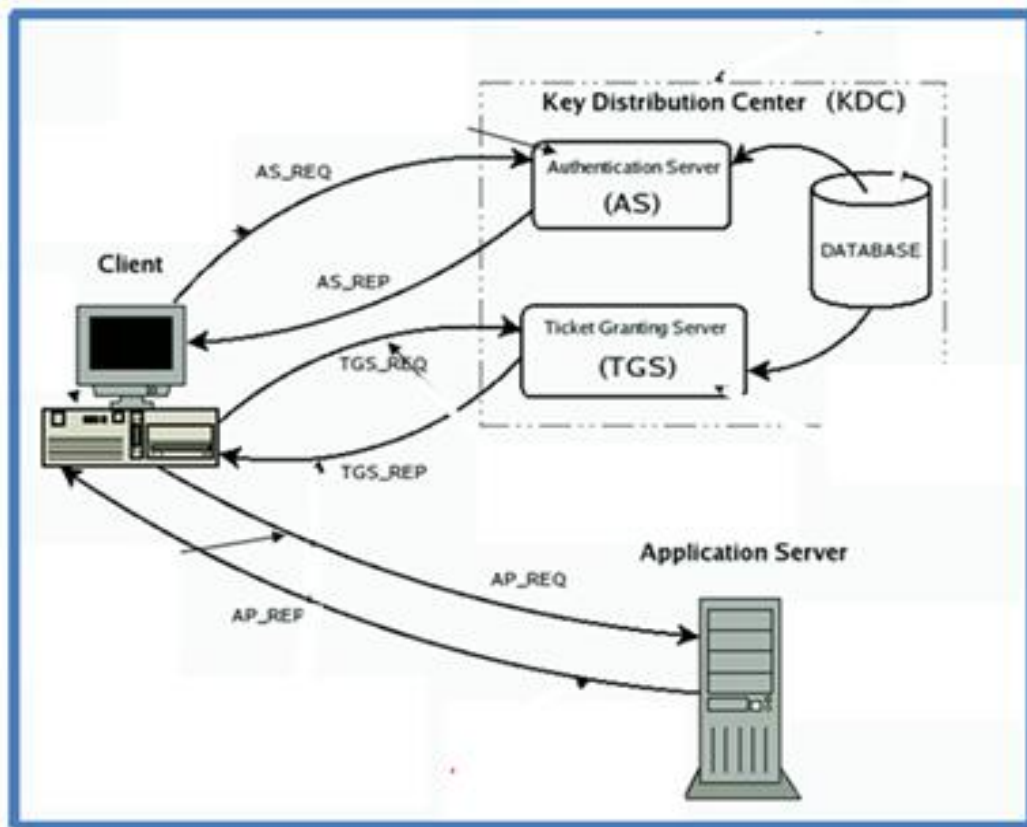 Key Distribution Center (KDC)
Authentication Server
(AS)
AS_REQ
DATABASE
Client
AS_REP
Ticket Granting Server
(TGS)
TGS_REQ
TGS_REP
Application Server
AP_REQ
AP_REP